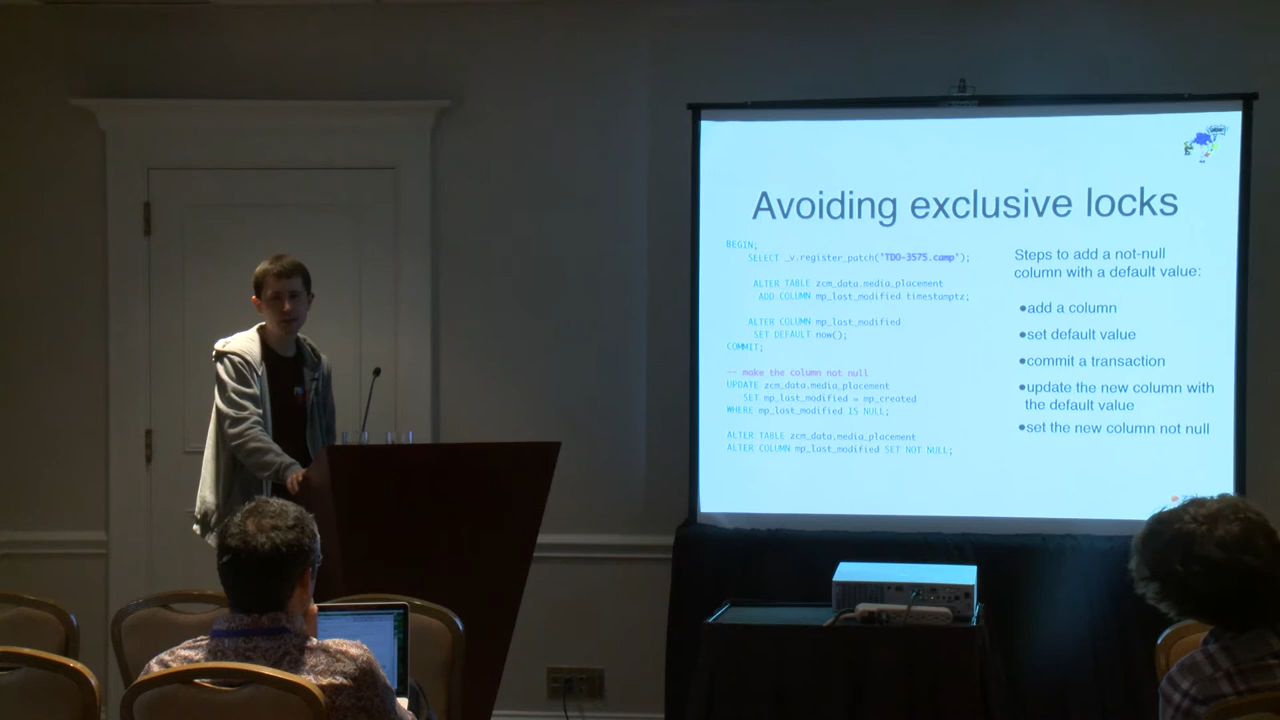 Avoiding exclusive locks
BEGIN;
SELECT _v.register_patch('TDO-3575.camp');
ALTER TABLE zcm_data.media_placement
ADD COLUMN mp_last_modified timestamptz;
ALTER COLUMN mp_last_modified
SET DEFAULT now();
COMMIT;
-- make the column not null
UPDATE zcm_data.media_placement
SET mp_last_modified = mp_created
WHERE mp_last_modified IS NULL;
ALTER TABLE zcm_data.media_placement
ALTER COLUMN mp_last_modified SET NOT NULL;
Steps to add a not-null
column with a default value:
•add a column
•set default value
•commit a transaction
•update the new column with
the default value
•set the new column not null